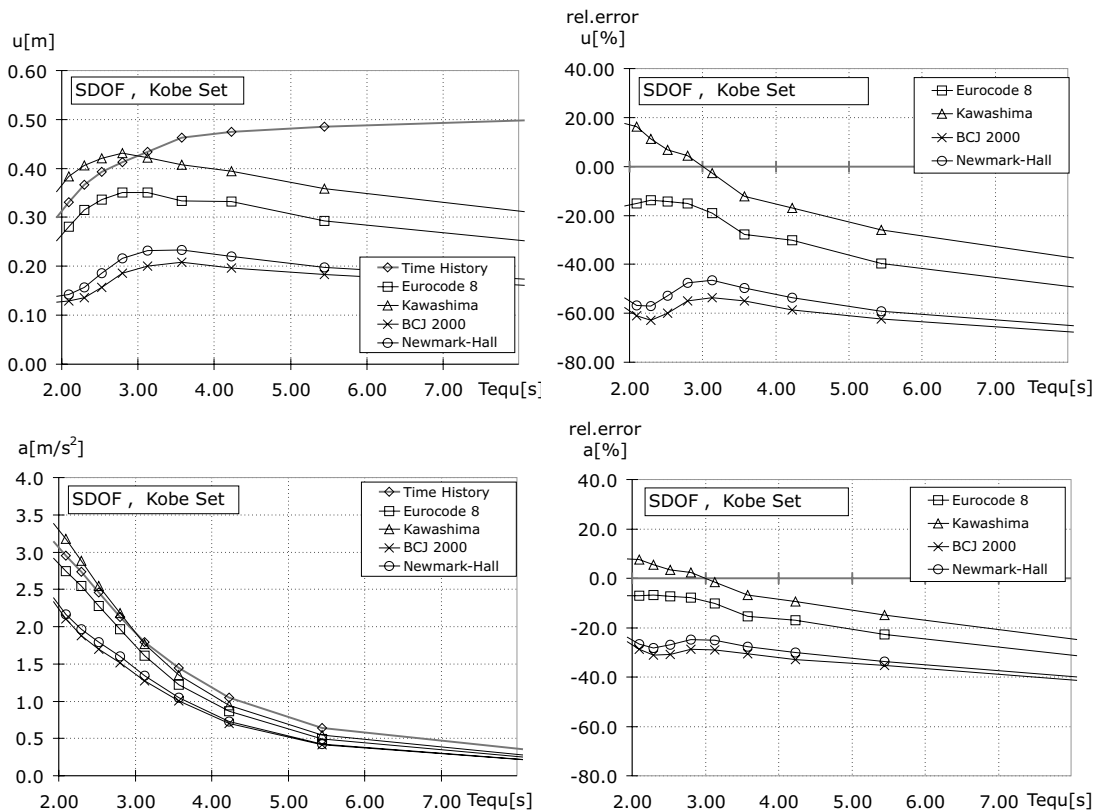 u[m]
0.60
0.50
0.40
0.30
0.20
0.10
0.00
SDOF , Kobe Set
Time History
Eurocode 8
Kawashima
BCJ 2000
Newmark-Hall
2.00 3.00 4.00 5.00 6.00 7.00 Tequ[s]
rel.error
u[%]
40.00
20.00
0.00
-20.00
-40.00
-60.00
-80.00
SDOF , Kobe Set
Eurocode 8
Kawashima
BCJ 2000
Newmark-Hall
2.00 3.00 4.00 5.00 6.00 7.00 Tequ[s]
a[m/s²]
4.0
3.5
3.0
2.5
2.0
1.5
1.0
0.5
0.0
SDOF , Kobe Set
Time History
Eurocode 8
Kawashima
BCJ 2000
Newmark-Hall
2.00 3.00 4.00 5.00 6.00 7.00 Tequ[s]
rel.error
a[%]
40.0
20.0
0.0
-20.0
-40.0
-60.0
-80.0
SDOF , Kobe Set
Eurocode 8
Kawashima
BCJ 2000
Newmark-Hall
2.00 3.00 4.00 5.00 6.00 7.00 Tequ[s]